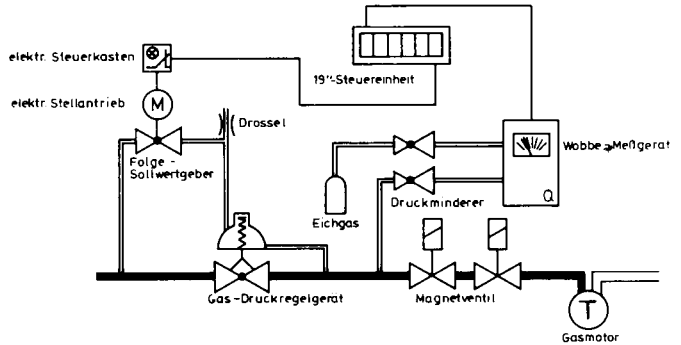 elektr. Steuerkasten
19"-Steuereinheit
elektr. Stellantrieb
M
Drossel
Folge-
Sollwertgeber
Wobbe-Meßgerät
Q
Eichgas
Druckminderer
Gas-Druckregelgerät
Magnetventil
T
Gasmotor